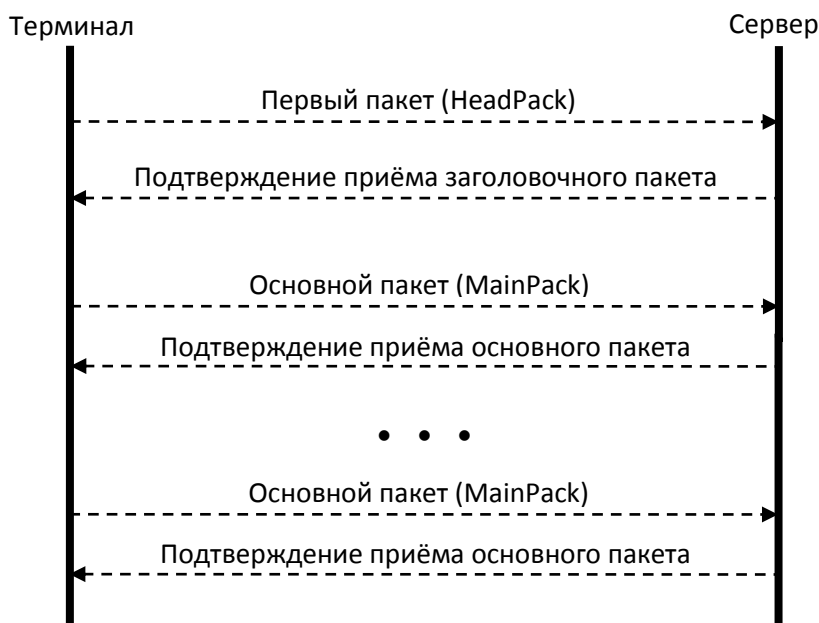 Терминал
Сервер
Первый пакет (HeadPack)
Подтверждение приёма заголовочного пакета
Основной пакет (MainPack)
Подтверждение приёма основного пакета
• • •
Основной пакет (MainPack)
Подтверждение приёма основного пакета